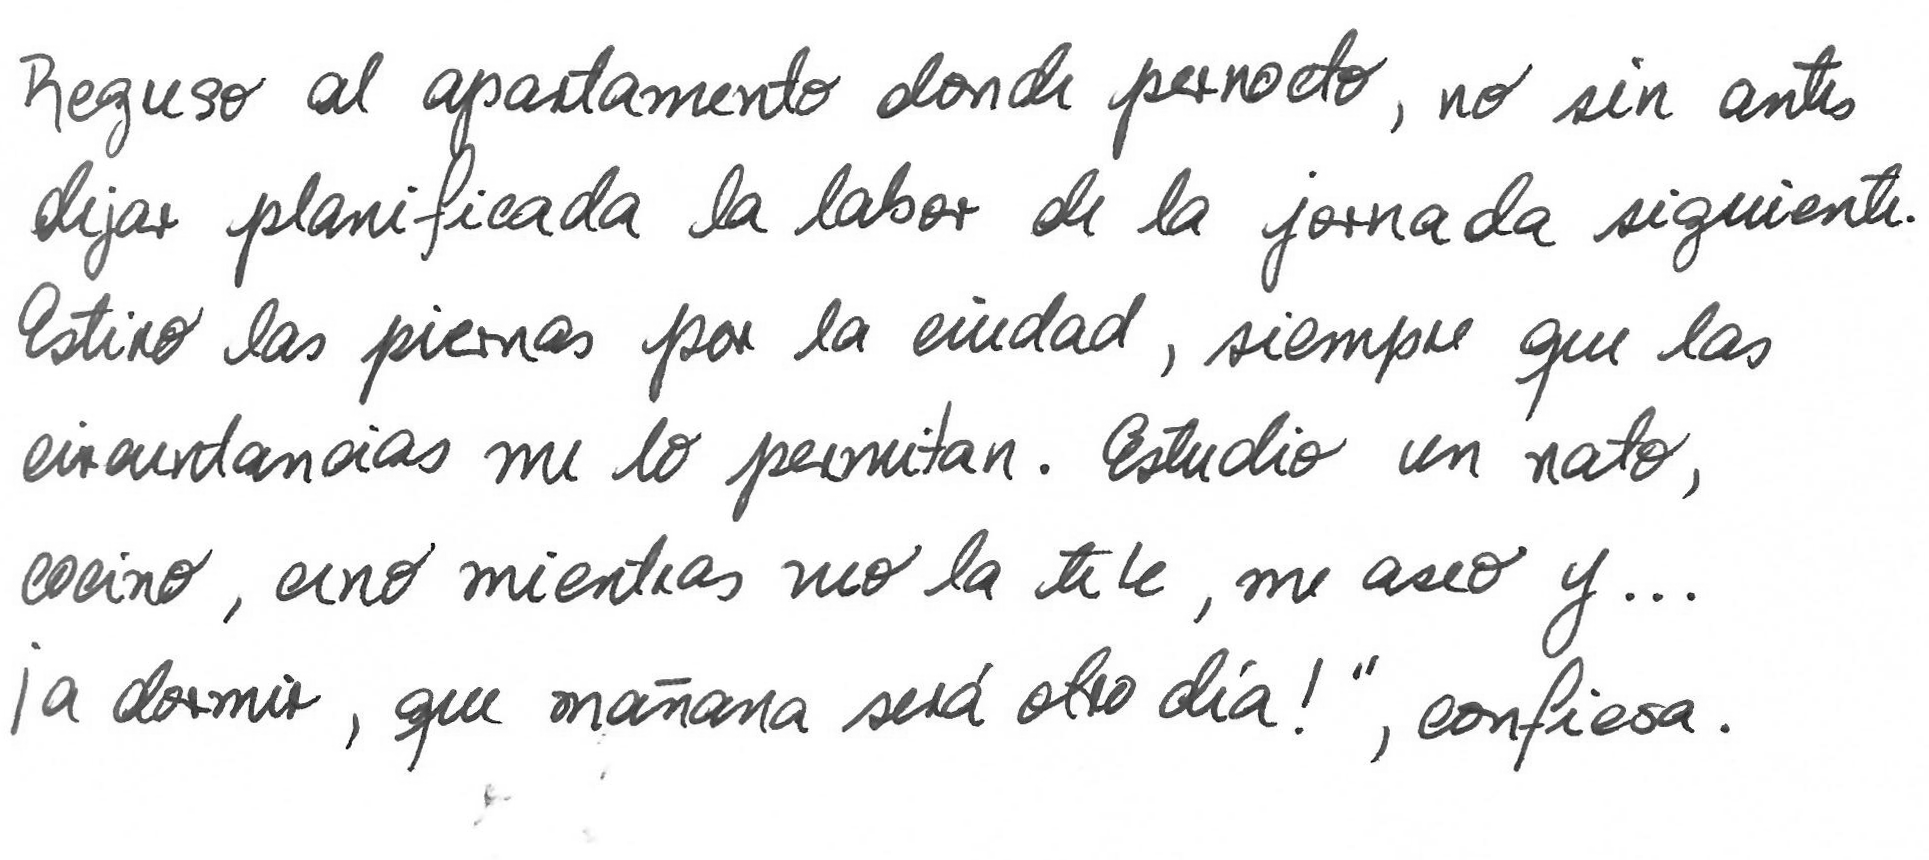 Regreso al apartamento donde pernocto, no sin antes
dejar planificada la labor de la jornada siguiente.
Estiro las piernas por la ciudad, siempre que las
circunstancias me lo permitan. Estudio un rato,
cocino, ceno mientras veo la tele, me aseo y...
¡a dormir, que mañana será otro día!", confiesa.